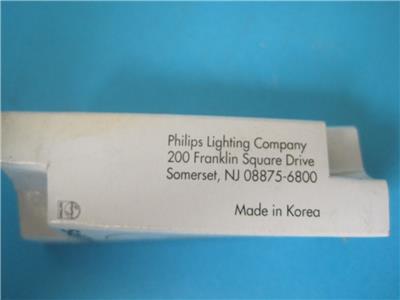 Philips Lighting Company
200 Franklin Square Drive
Somerset, NJ 08875-6800
Made in Korea